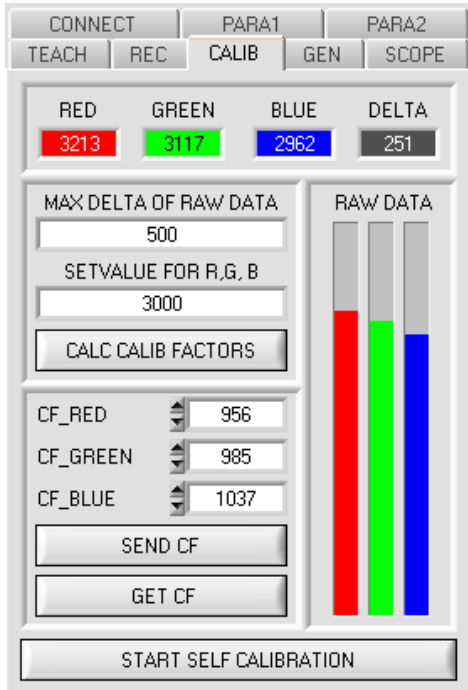 CONNECT PARA1 PARA2
TEACH REC CALIB GEN SCOPE
RED GREEN BLUE DELTA
3213 3117 2962 251
MAX DELTA OF RAW DATA
500
SETVALUE FOR R,G, B
3000
CALC CALIB FACTORS
RAW DATA
CF_RED 956
CF_GREEN 985
CF_BLUE 1037
SEND CF
GET CF
START SELF CALIBRATION